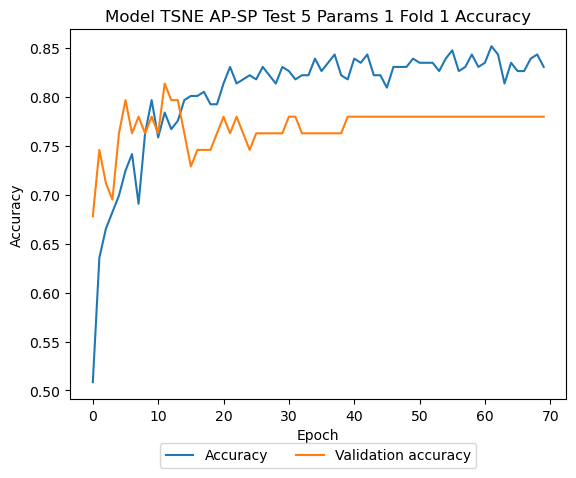 Model TSNE AP-SP Test 5 Params 1 Fold 1 Accuracy
0.85
0.80
0.75
0.70
0.65
0.60
0.55
0.50
Accuracy
0 10 20 30 40 50 60 70
Epoch
Accuracy Validation accuracy